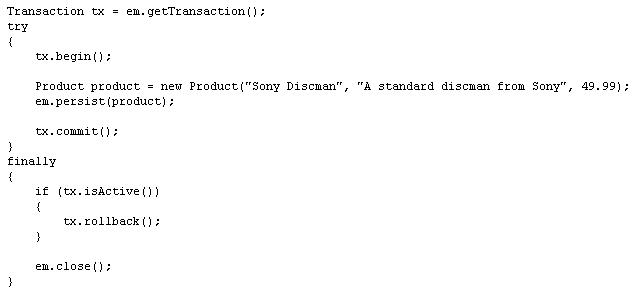 Transaction tx = em.getTransaction();
try
{
    tx.begin();

    Product product = new Product("Sony Discman", "A standard discman from Sony", 49.99);
    em.persist(product);

    tx.commit();
}
finally
{
    if (tx.isActive())
    {
        tx.rollback();
    }

    em.close();
}